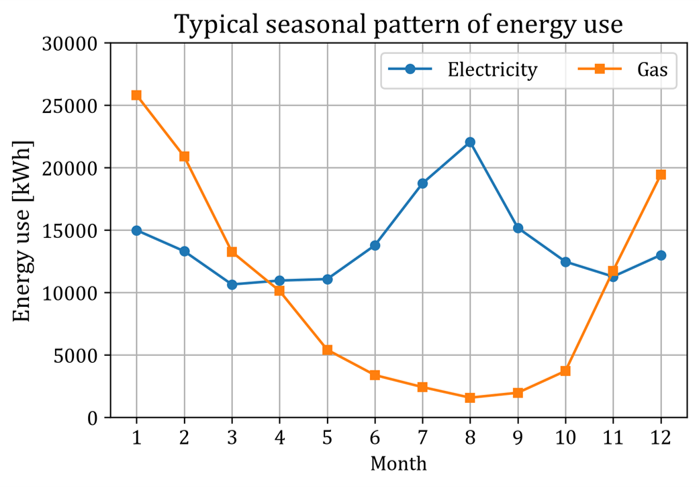 Typical seasonal pattern of energy use
Electricity Gas
Energy use [kWh]
30000
25000
20000
15000
10000
5000
0
1 2 3 4 5 6 7 8 9 10 11 12
Month